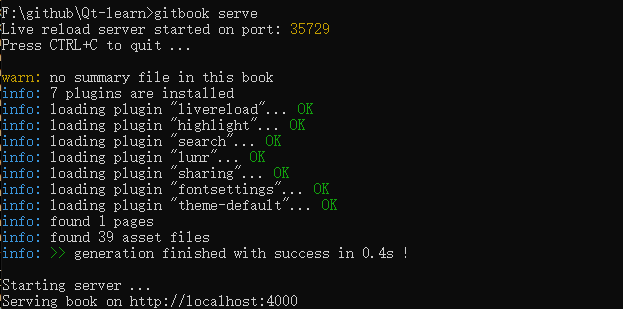 F:\github\Qt-learn>gitbook serve
Live reload server started on port: 35729
Press CTRL+C to quit ...
warn: no summary file in this book
info: 7 plugins are installed
info: loading plugin "livereload"... OK
info: loading plugin "highlight"... OK
info: loading plugin "search"... OK
info: loading plugin "lunr"... OK
info: loading plugin "sharing"... OK
info: loading plugin "fontsettings"... OK
info: loading plugin "theme-default"... OK
info: found 1 pages
info: found 39 asset files
info: >> generation finished with success in 0.4s !
Starting server ...
Serving book on http://localhost:4000